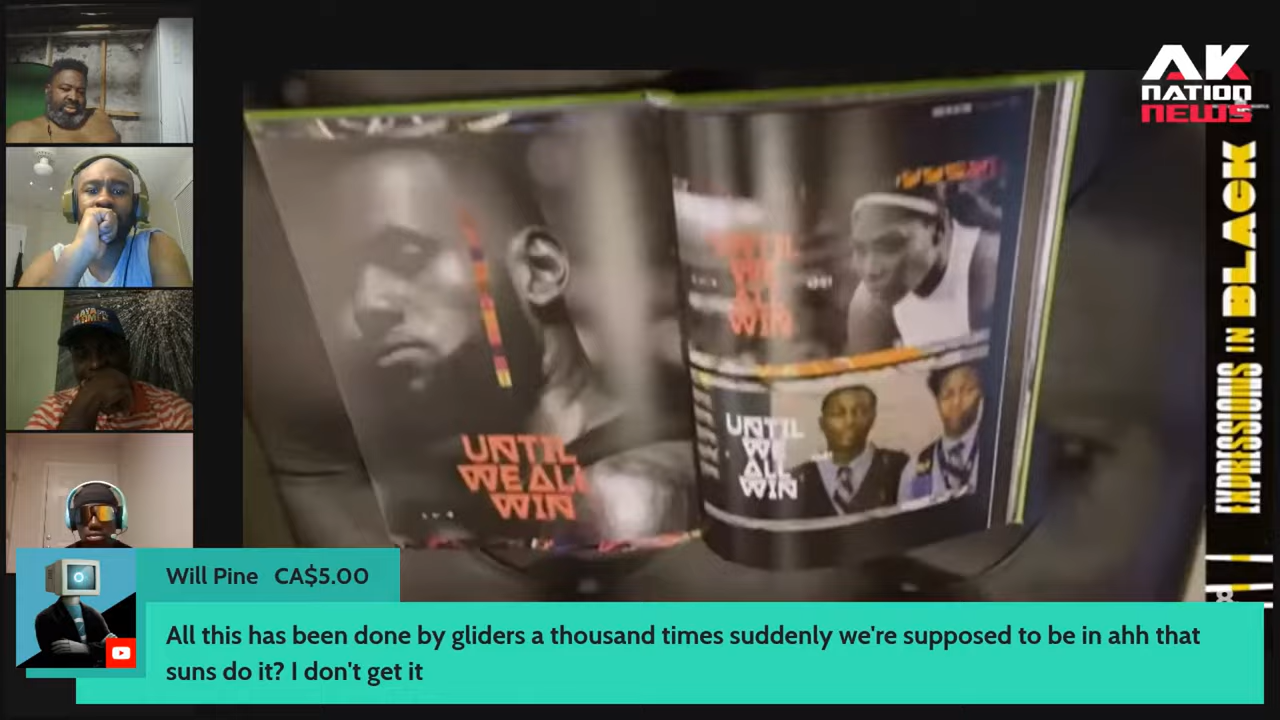 AK
NATION
NEWS
EXPRESSIONS IN BLACK
UNTIL
WE ALL
WIN
UNTIL
WE
ALL
WIN
UNTIL
WE
ALL
WIN
Will Pine CA$5.00
All this has been done by gliders a thousand times suddenly we're supposed to be in ahh that
suns do it? I don't get it